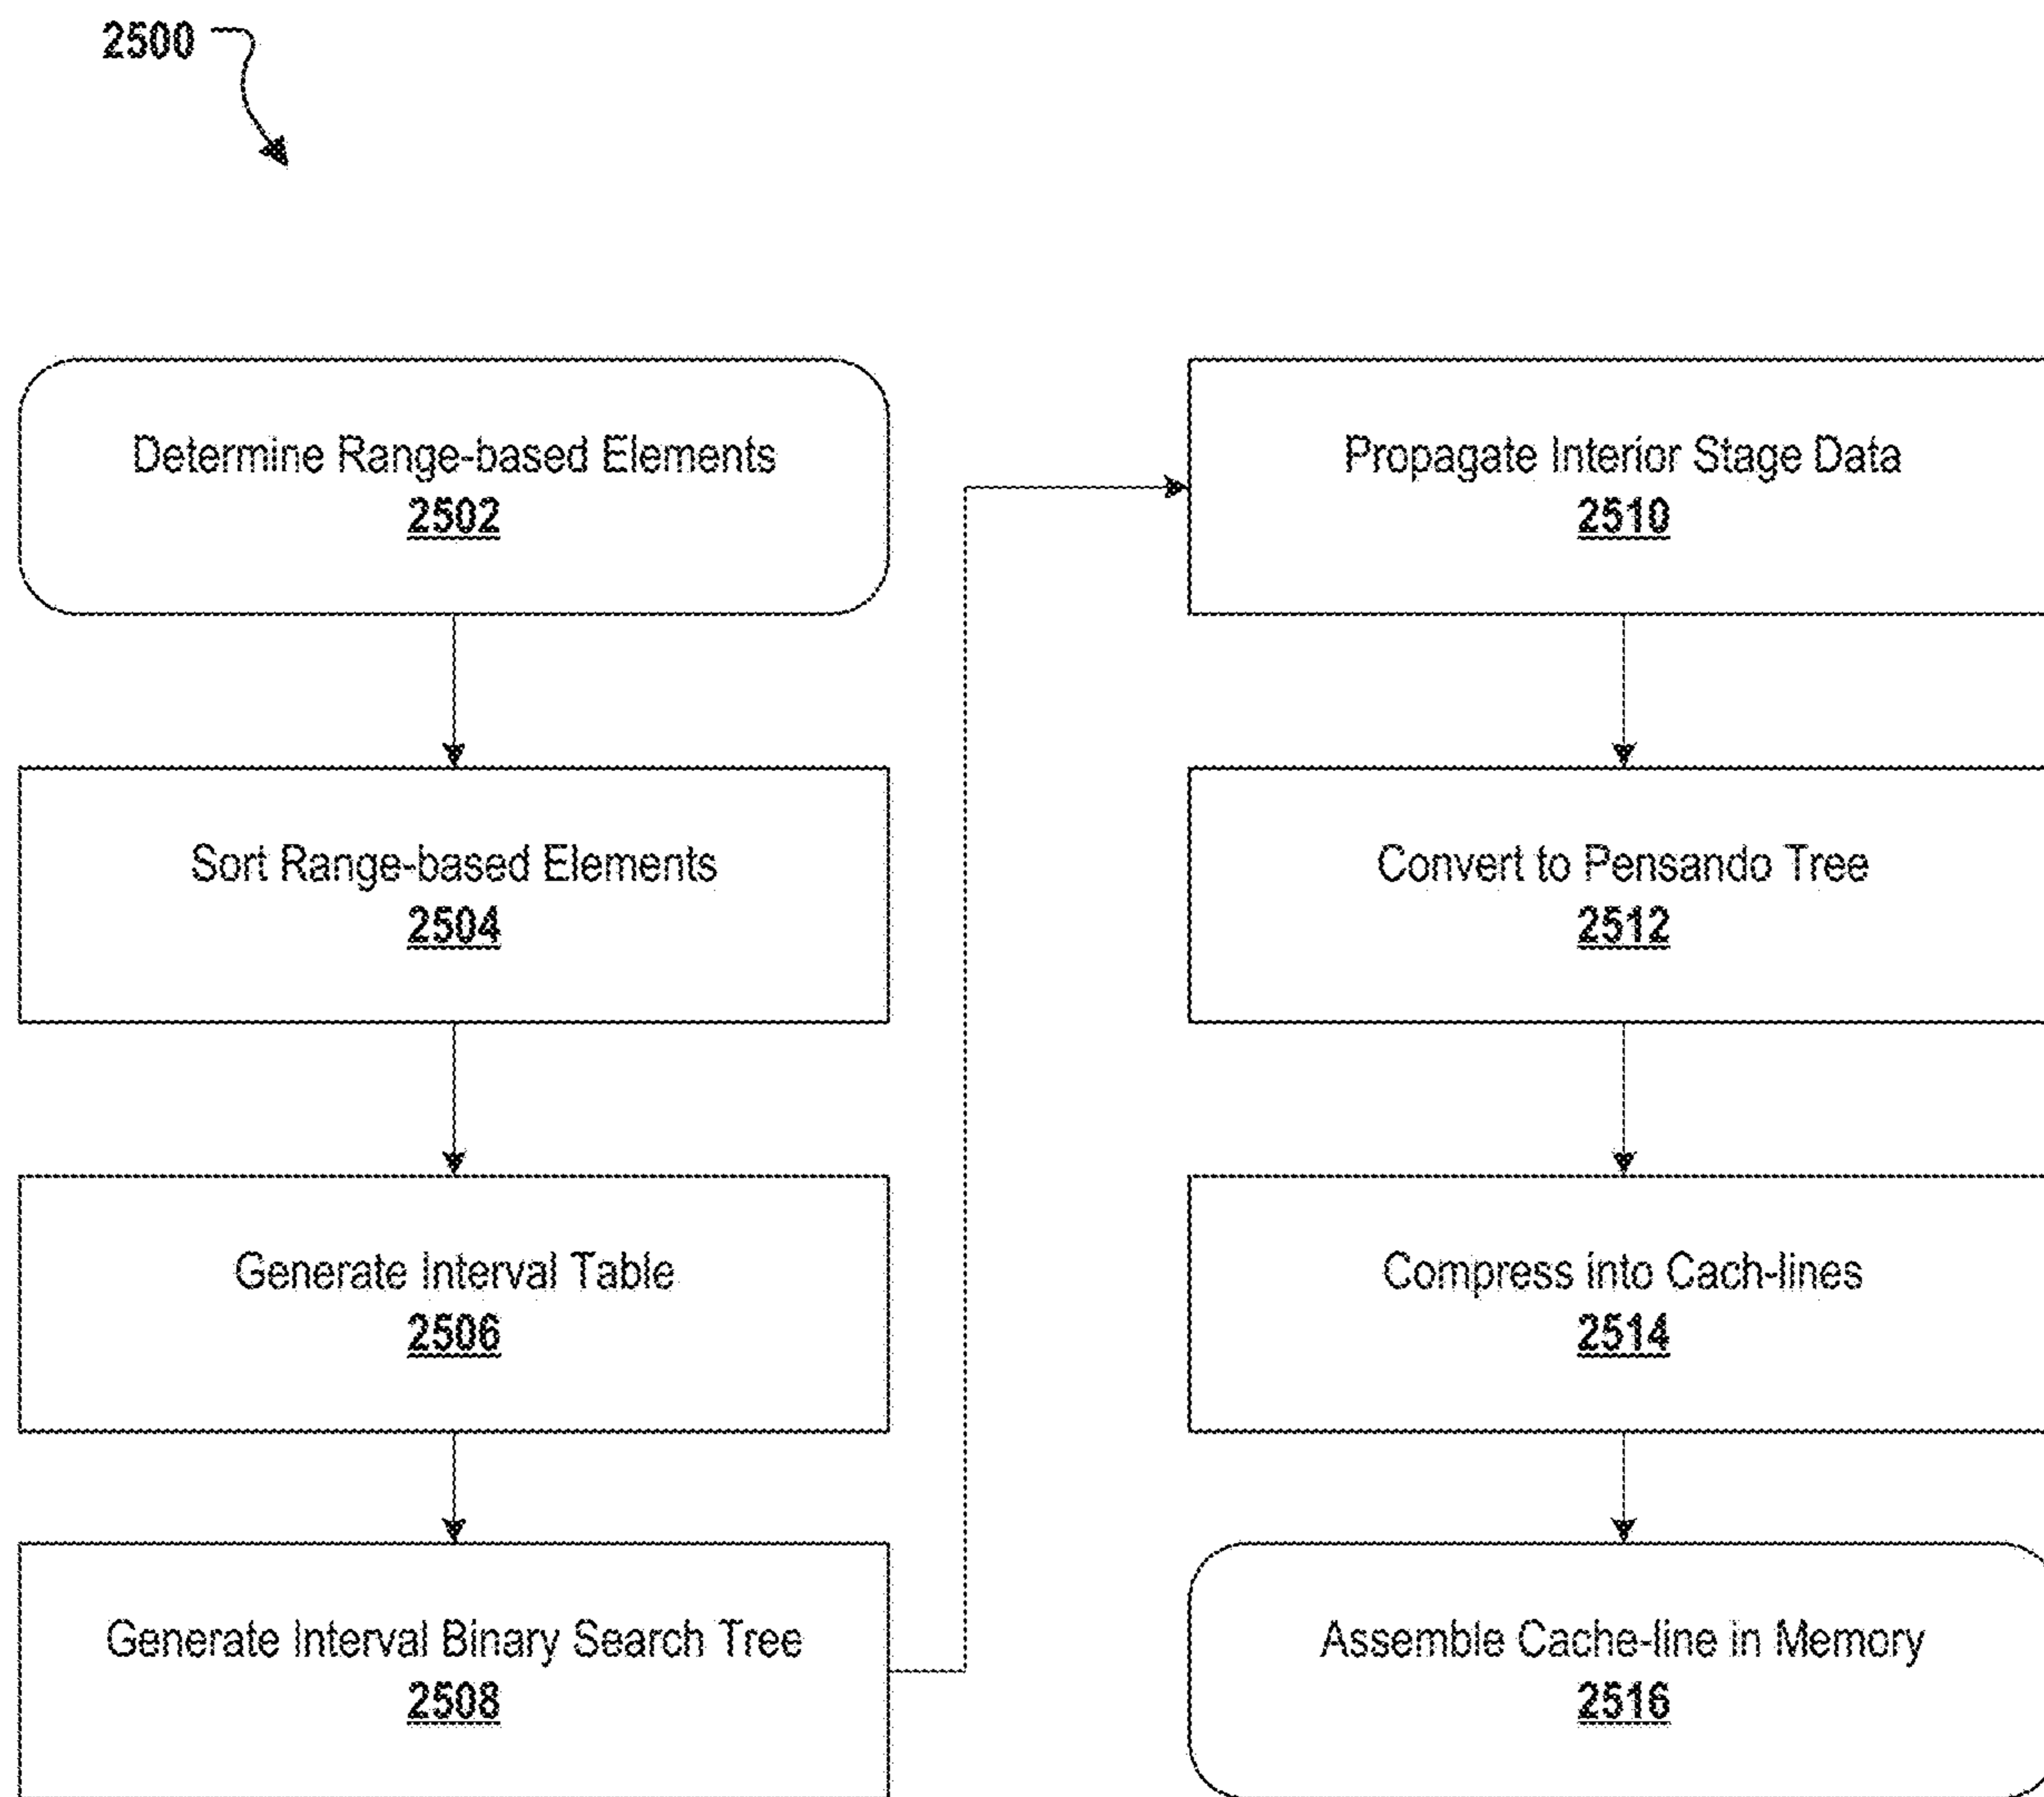 2500
Determine Range-based Elements
2502
Sort Range-based Elements
2504
Generate Interval Table
2506
Generate Interval Binary Search Tree
2508
Propagate Interior Stage Data
2510
Convert to Pensando Tree
2512
Compress into Cach-lines
2514
Assemble Cache-line in Memory
2516